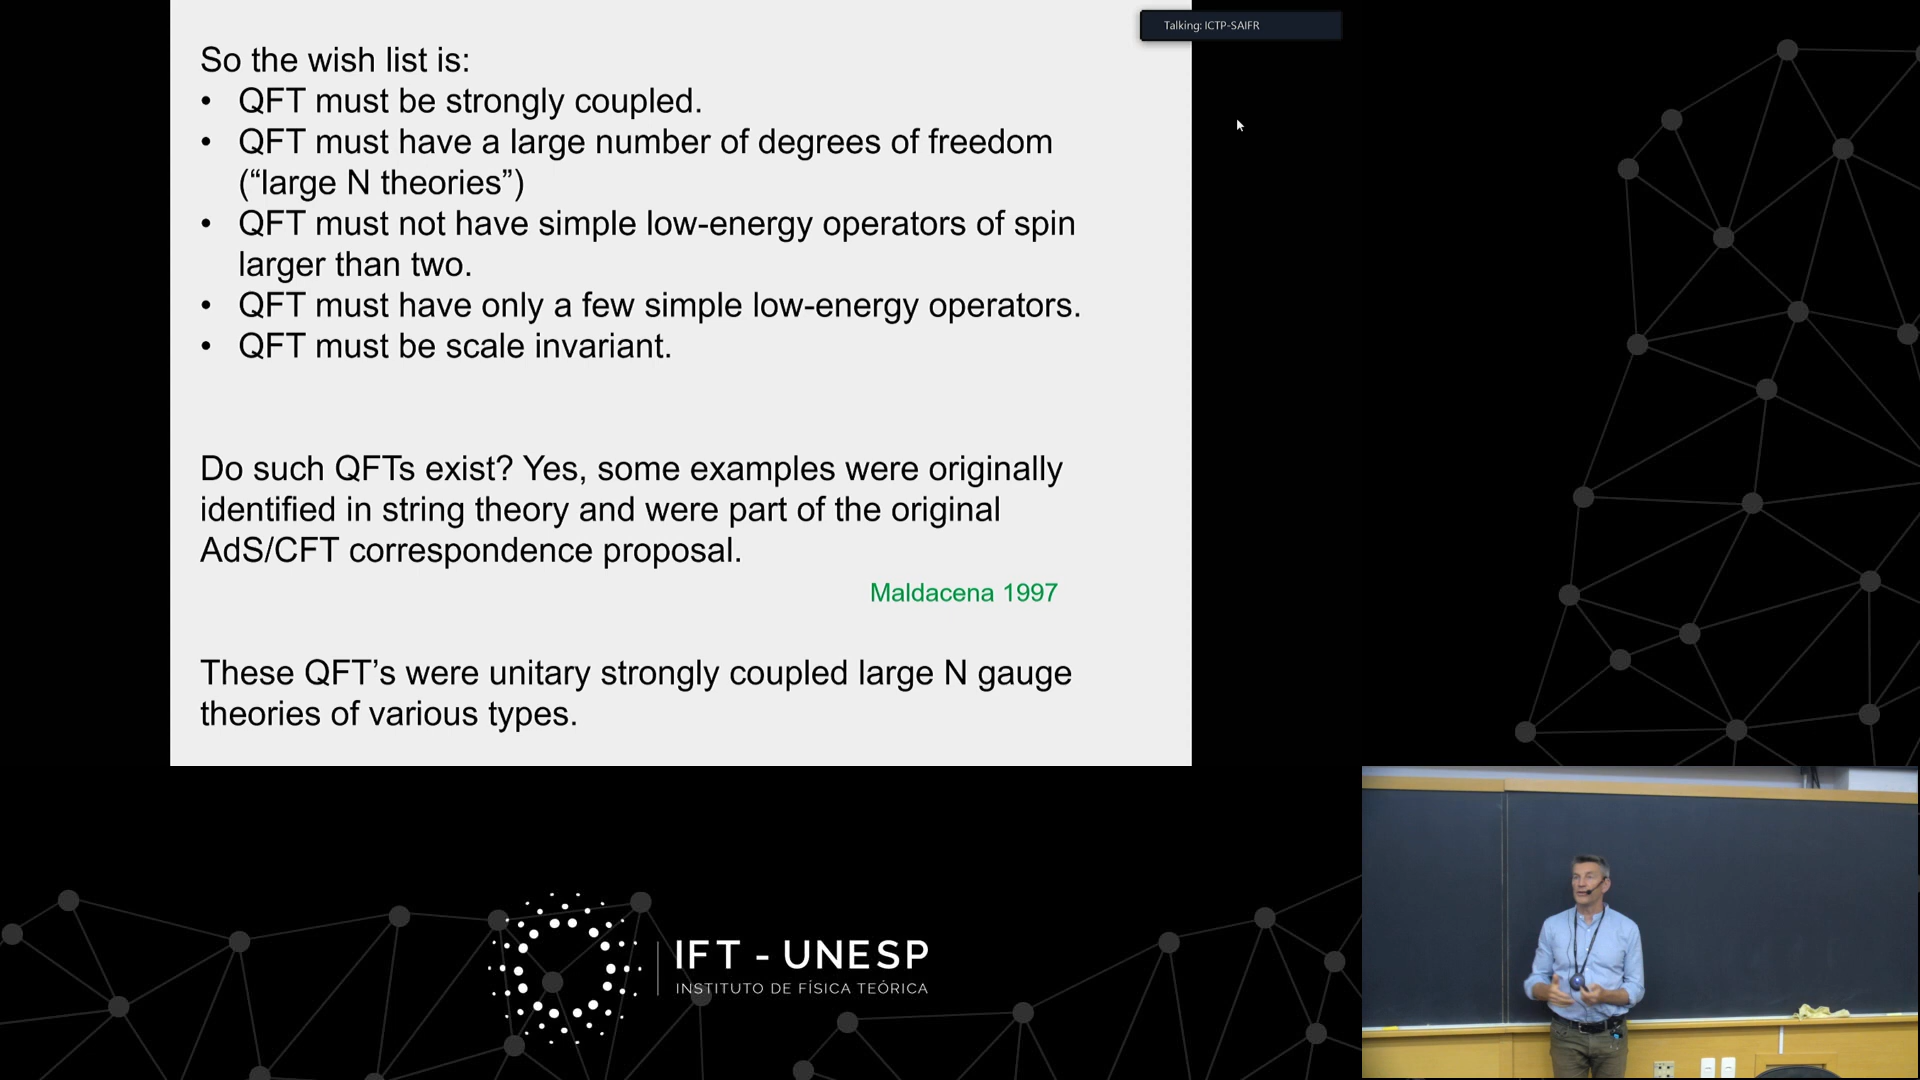 Talking: ICTP-SAIFR
So the wish list is:
• QFT must be strongly coupled.
• QFT must have a large number of degrees of freedom
(“large N theories”)
• QFT must not have simple low-energy operators of spin
larger than two.
• QFT must have only a few simple low-energy operators.
• QFT must be scale invariant.
Do such QFTs exist? Yes, some examples were originally
identified in string theory and were part of the original
AdS/CFT correspondence proposal.
Maldacena 1997
These QFT’s were unitary strongly coupled large N gauge
theories of various types.
IFT - UNESP
INSTITUTO DE FÍSICA TEÓRICA